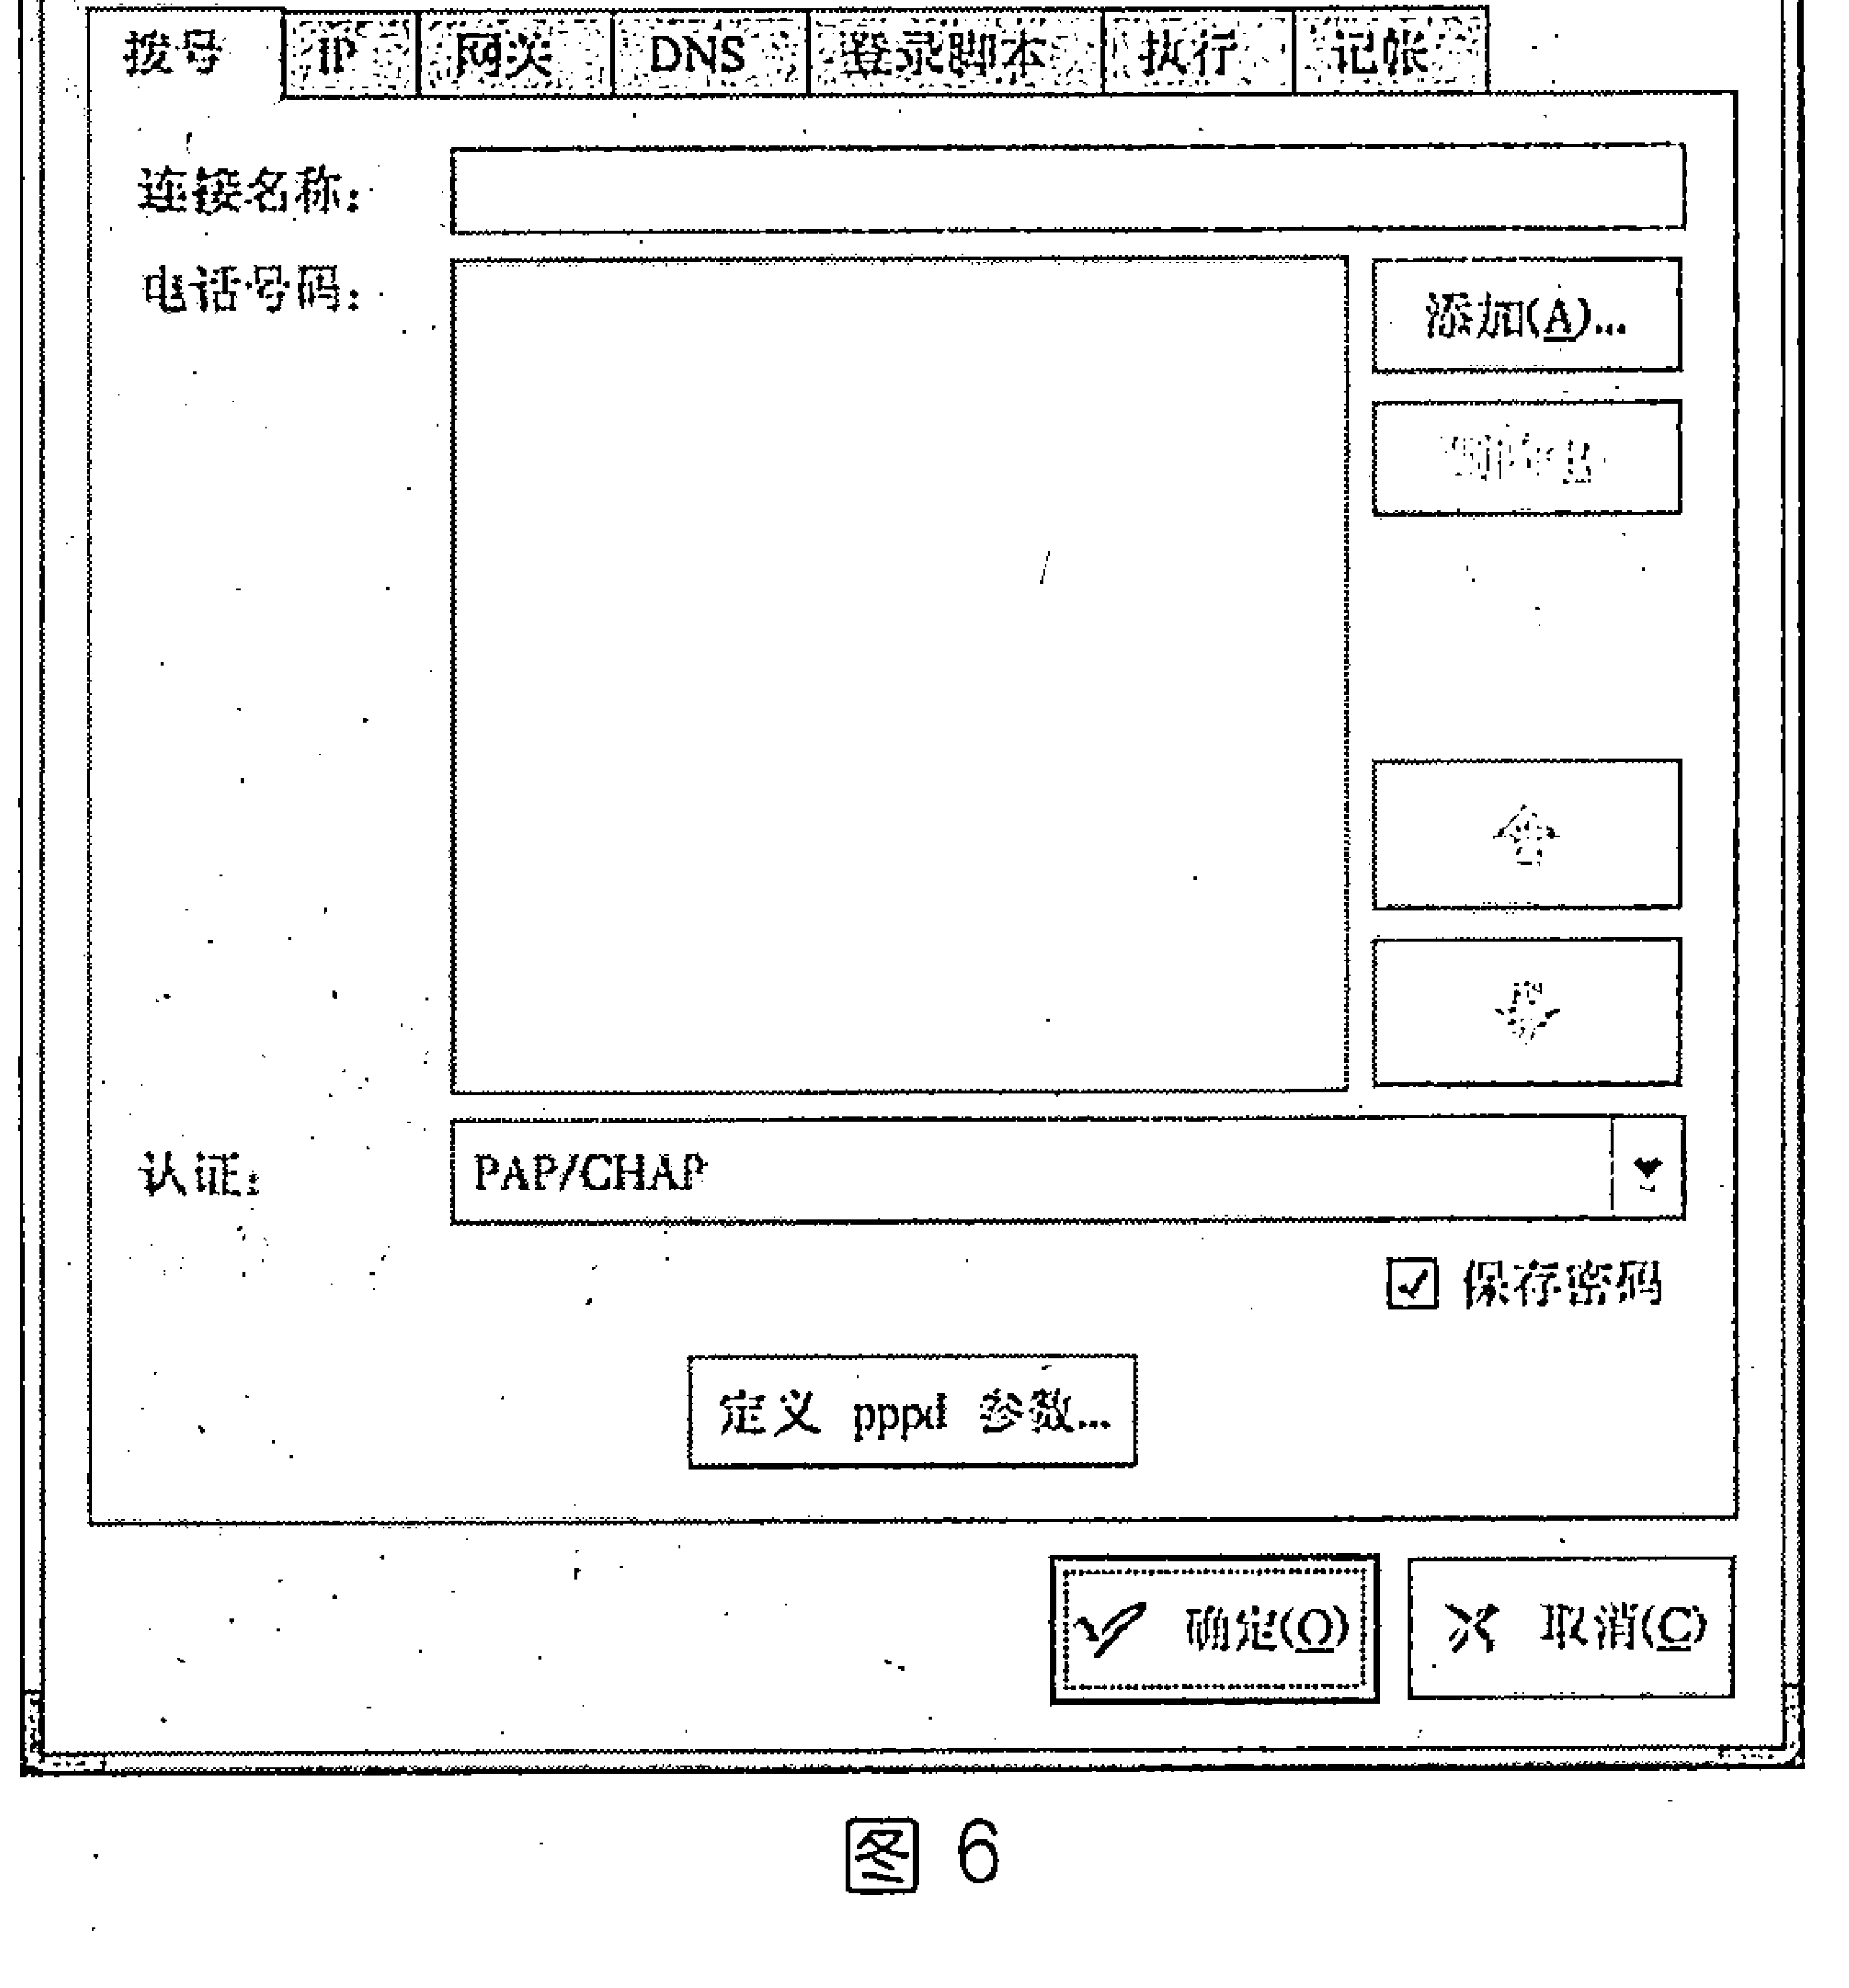 拨号 IP 网关 DNS 登录脚本 执行 记帐
连接名称:
电话号码:
添加(A)...
认证:
PAP/CHAP
保存密码
定义 pppd 参数...
确定(O) 取消(C)
图 6